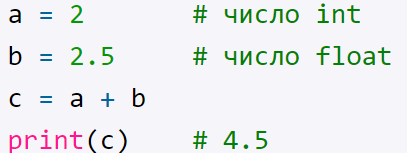 a = 2        # число int
b = 2.5      # число float
c = a + b
print(c)     # 4.5